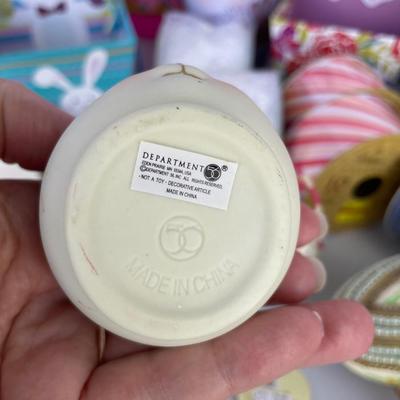 DEPARTMENT 56®
EDEN PRAIRIE MN 55344, USA
©DEPARTMENT 56, INC ALL RIGHTS RESERVED.
• NOT A TOY - DECORATIVE ARTICLE
MADE IN CHINA
56
MADE IN CHINA